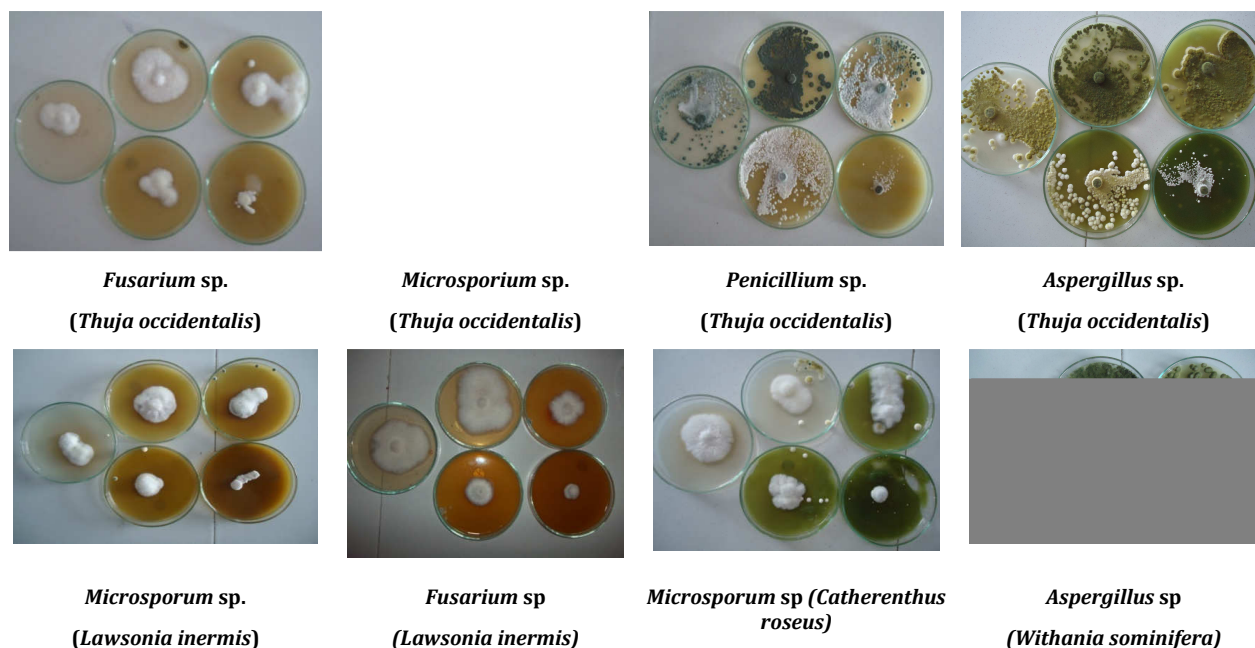 Fusarium sp.
Microsporium sp.
Penicillium sp.
Aspergillus sp.
(Thuja occidentalis)
(Thuja occidentalis)
(Thuja occidentalis)
(Thuja occidentalis)
Microsporum sp.
Fusarium sp
Microsporum sp (Catherenthus
roseus)
Aspergillus sp
(Lawsonia inermis)
(Lawsonia inermis)
(Withania sominifera)